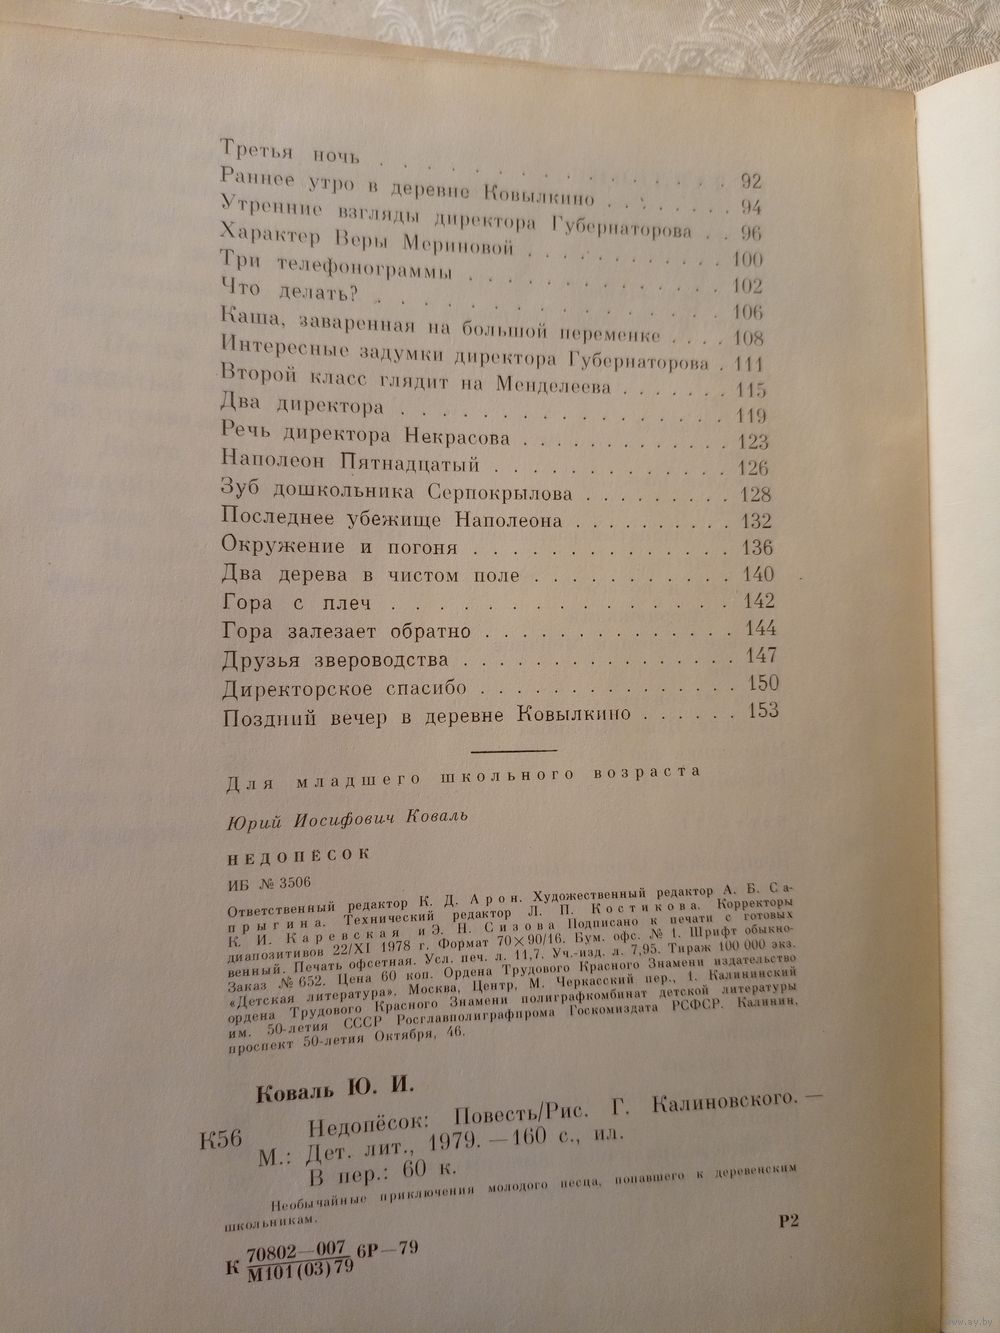 Третья ночь . . . . . . . . . . . . . . . 92
Раннее утро в деревне Ковылкино . . . . . . . . 94
Утренние взгляды директора Губернаторова . . 96
Характер Веры Мериновой . . . . . . . . . . . 100
Три телефонограммы . . . . . . . . . . . . . . 102
Что делать? . . . . . . . . . . . . . . . . 106
Каша, заваренная на большой переменке . . . . 108
Интересные задумки директора Губернаторова . 111
Второй класс глядит на Менделеева . . . . . . . 115
Два директора . . . . . . . . . . . . . . . 119
Речь директора Некрасова . . . . . . . . . . . 123
Наполеон Пятнадцатый . . . . . . . . . . . . . 126
Зуб дошкольника Серпокрылова . . . . . . . . . 128
Последнее убежище Наполеона . . . . . . . . . . 132
Окружение и погоня . . . . . . . . . . . . . . 136
Два дерева в чистом поле . . . . . . . . . . . 140
Гора с плеч . . . . . . . . . . . . . . . . 142
Гора залезает обратно . . . . . . . . . . . . . 144
Друзья звероводства . . . . . . . . . . . . . . 147
Директорское спасибо . . . . . . . . . . . . . . 150
Поздний вечер в деревне Ковылкино . . . . . . 153
Для младшего школьного возраста
Юрий Иосифович Коваль
НЕДОПЁСОК
ИБ № 3506
Ответственный редактор К. Д. Арон. Художественный редактор А. Б. Са-
прыгина. Технический редактор Л. П. Костикова. Корректоры
К. И. Каревская и Э. Н. Сизова Подписано к печати с готовых
диапозитивов 22/XI 1978 г. Формат 70×90/16. Бум. офс. № 1. Шрифт обыкно-
венный. Печать офсетная. Усл. печ. л. 11,7. Уч.-изд. л. 7,95. Тираж 100 000 экз.
Заказ № 652. Цена 60 коп. Ордена Трудового Красного Знамени издательство
«Детская литература». Москва, Центр, М. Черкасский пер., 1. Калининский
ордена Трудового Красного Знамени полиграфкомбинат детской литературы
им. 50-летия СССР Росглавполиграфпрома Госкомиздата РСФСР. Калинин,
проспект 50-летия Октября, 46.
Коваль Ю. И.
К56 Недопёсок: Повесть/Рис. Г. Калиновского. —
М.: Дет. лит., 1979. — 160 с., ил.
В пер.: 60 к.
Необычайные приключения молодого песца, попавшего к деревенским
школьникам.
К 70802—007 6Р—79
М101(03)79
Р2
www.ay.by